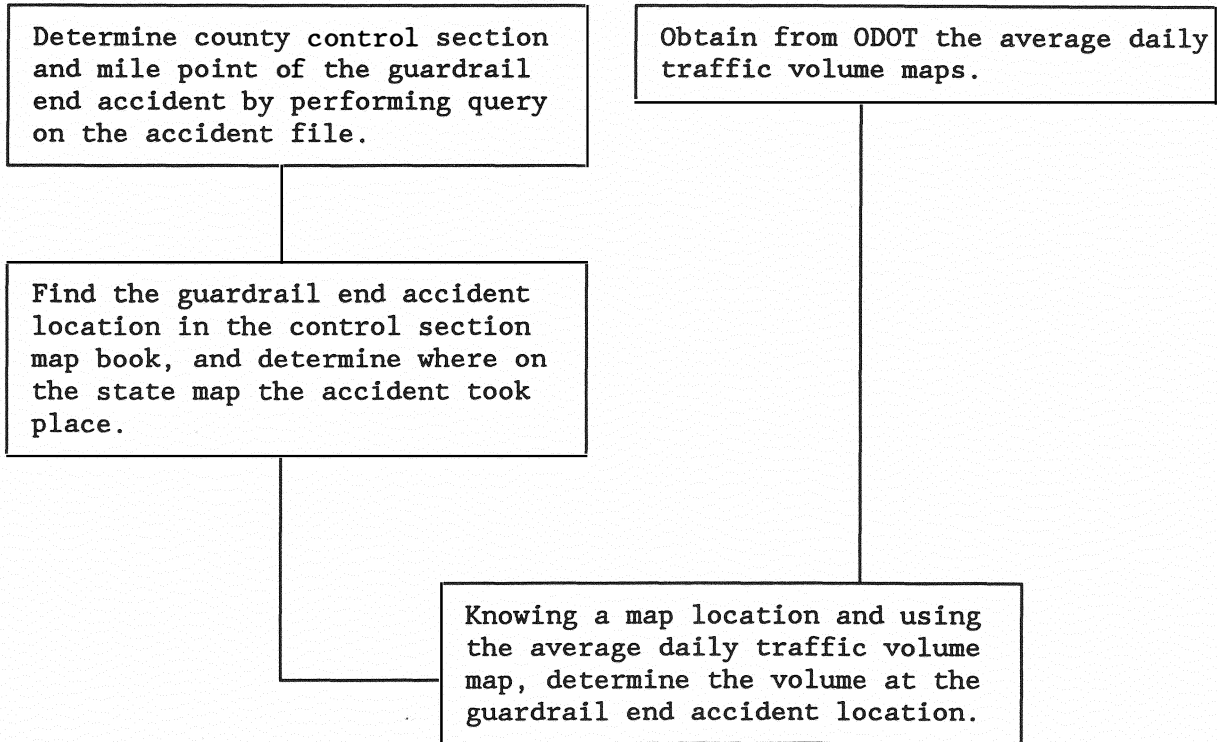 Determine county control section
and mile point of the guardrail
end accident by performing query
on the accident file.
Obtain from ODOT the average daily
traffic volume maps.
Find the guardrail end accident
location in the control section
map book, and determine where on
the state map the accident took
place.
Knowing a map location and using
the average daily traffic volume
map, determine the volume at the
guardrail end accident location.